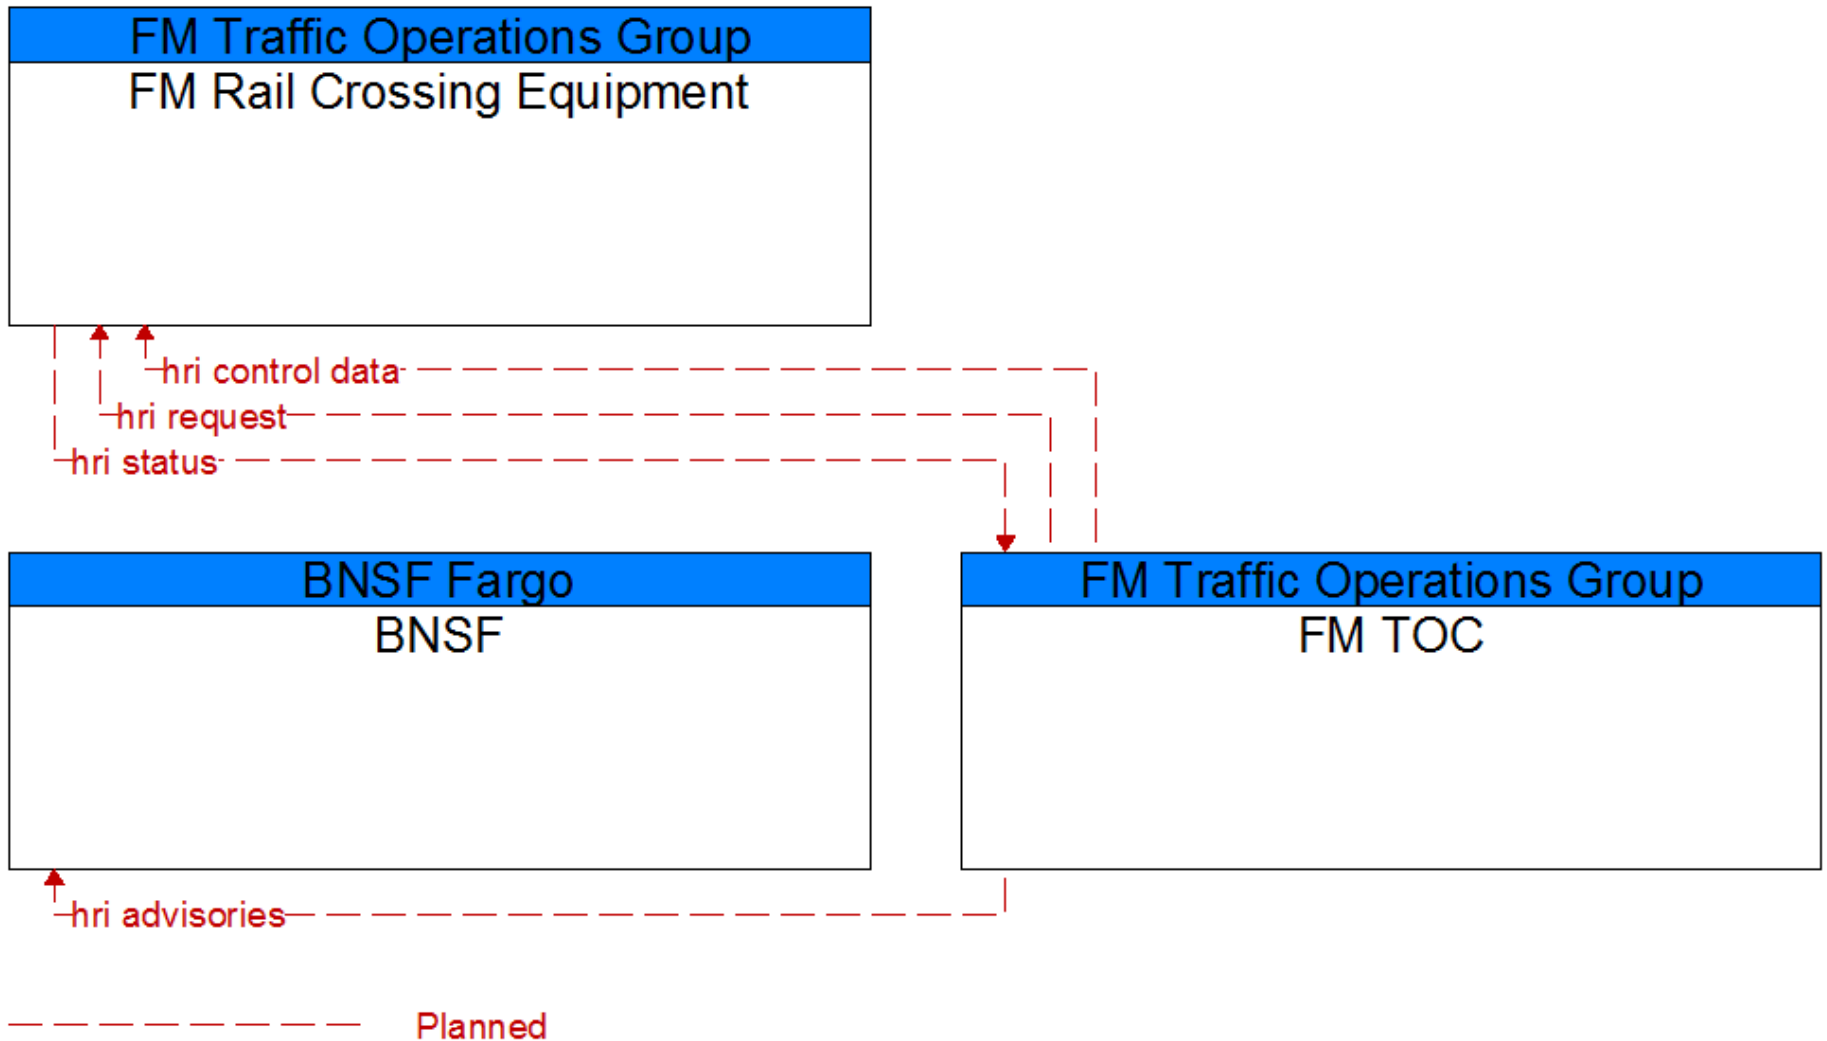 FM Traffic Operations Group
FM Rail Crossing Equipment
hri control data
hri request
hri status
BNSF Fargo
BNSF
FM Traffic Operations Group
FM TOC
hri advisories
Planned